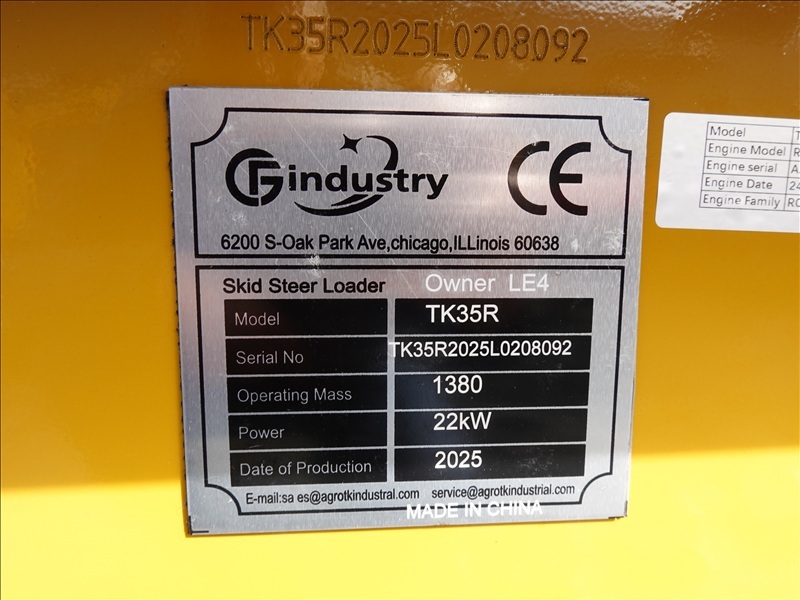 TK35R2025L0208092
GFindustry CE
6200 S-Oak Park Ave,chicago,ILLinois 60638
Skid Steer Loader Owner LE4
Model TK35R
Serial No TK35R2025L0208092
Operating Mass 1380
Power 22kW
Date of Production 2025
E-mail:sa es@agrotkindustral.com service@agrotkindustrial.com
MADE IN CHINA
Model T
Engine Model R
Engine serial A
Engine Date 24
Engine Family RC